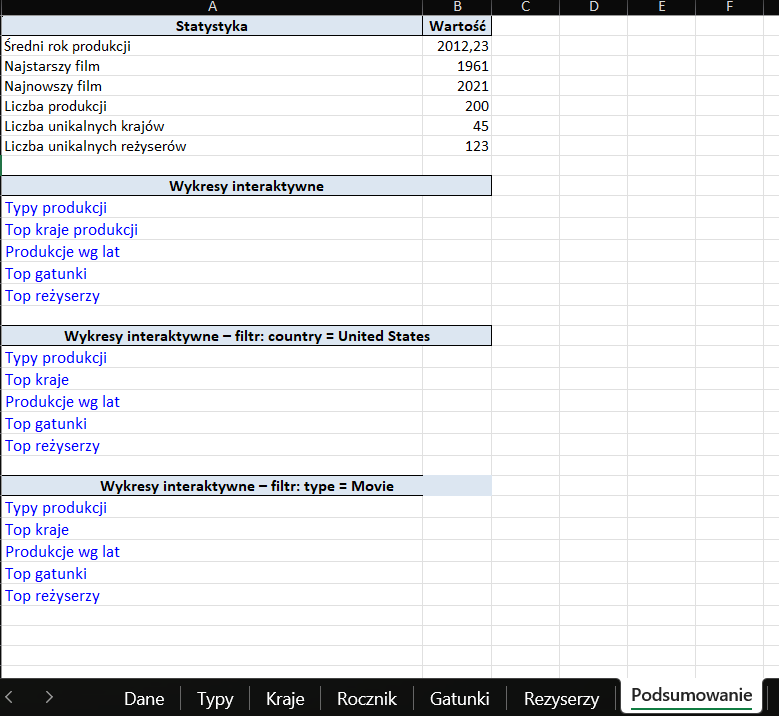 A B C D E F
Statystyka Wartość
Średni rok produkcji 2012,23
Najstarszy film 1961
Najnowszy film 2021
Liczba produkcji 200
Liczba unikalnych krajów 45
Liczba unikalnych reżyserów 123
Wykresy interaktywne
Typy produkcji
Top kraje produkcji
Produkcje wg lat
Top gatunki
Top reżyserzy
Wykresy interaktywne – filtr: country = United States
Typy produkcji
Top kraje
Produkcje wg lat
Top gatunki
Top reżyserzy
Wykresy interaktywne – filtr: type = Movie
Typy produkcji
Top kraje
Produkcje wg lat
Top gatunki
Top reżyserzy
Dane Typy Kraje Rocznik Gatunki Rezyserzy Podsumowanie